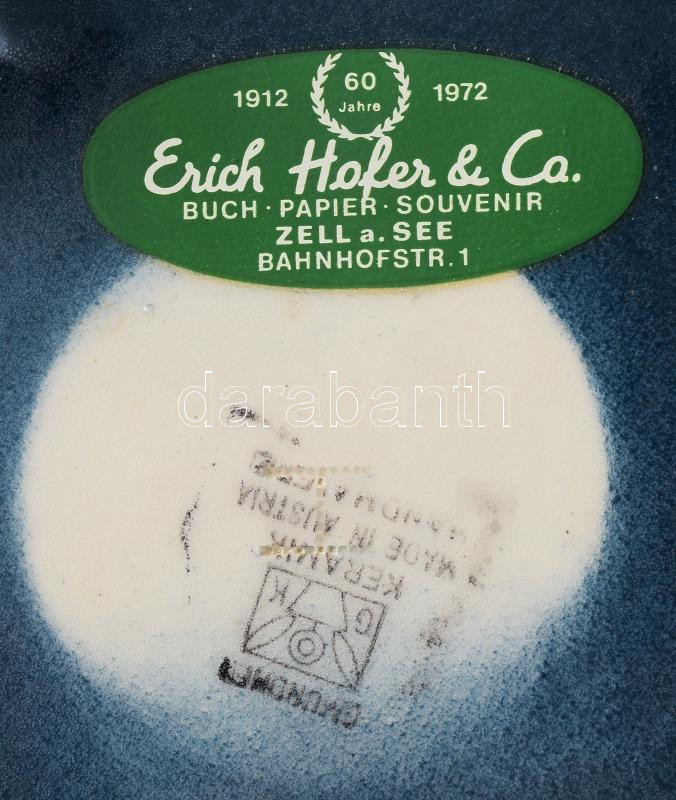 1912 60 Jahre 1972
Erich Hofer & Co.
BUCH · PAPIER · SOUVENIR
ZELL a. SEE
BAHNHOFSTR. 1
darabanth
GMUNDNER
G K
KERAMIK
MADE IN AUSTRIA